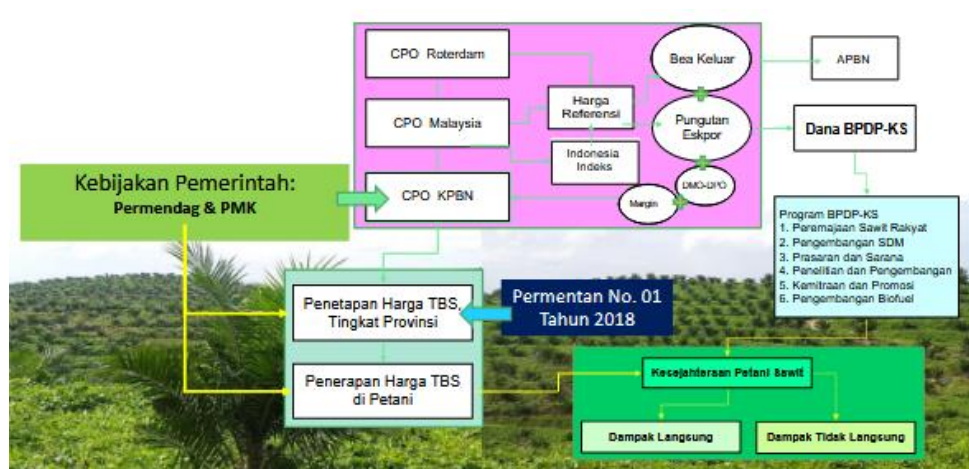 CPO Roterdam
CPO Malaysia
CPO KPBN
Harga
Referensi
Indonesia
Indeks
Bea Keluar
Pungutan
Eskpor
DMO-DPO
Margin
APBN
Dana BPDP-KS
Kebijakan Pemerintah:
Permendag & PMK
Program BPDP-KS
1. Peremajaan Sawit Rakyat
2. Pengembangan SDM
3. Prasaran dan Sarana
4. Penelitian dan Pengembangan
5. Kemitraan dan Promosi
6. Pengembangan Biofuel
Penetapan Harga TBS,
Tingkat Provinsi
Permentan No. 01
Tahun 2018
Penerapan Harga TBS
di Petani
Kesejahteraan Petani Sawit
Dampak Langsung
Dampak Tidak Langsung